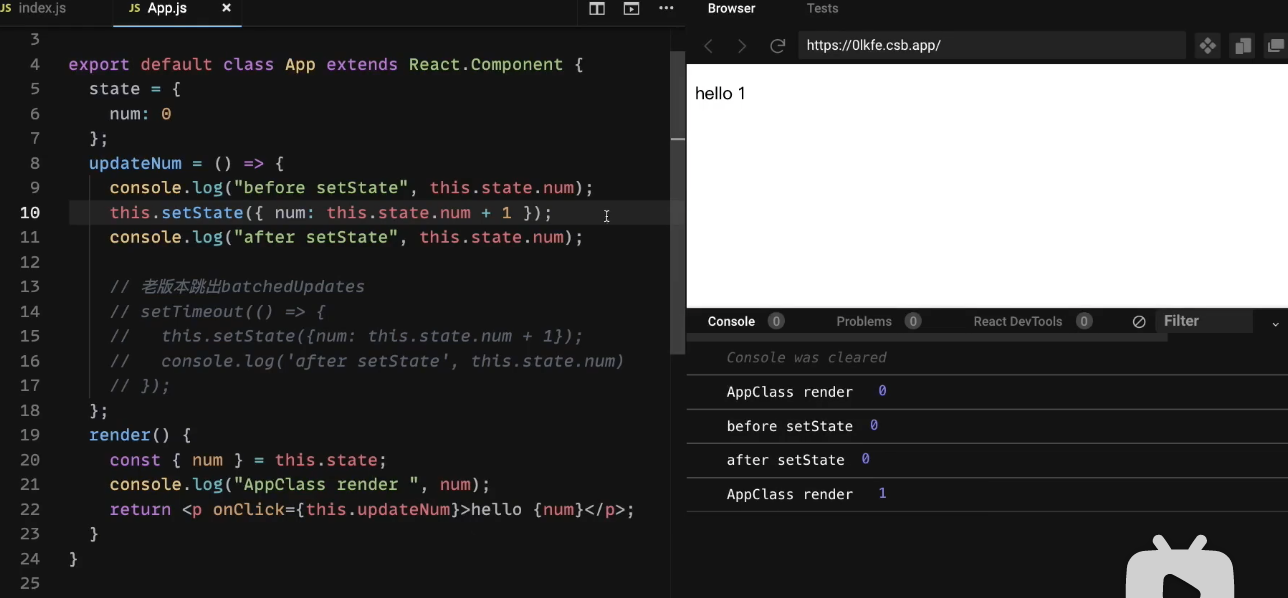 JS index.js
JS App.js ×
3
4 export default class App extends React.Component {
5 state = {
6 num: 0
7 };
8 updateNum = () => {
9 console.log("before setState", this.state.num);
10 this.setState({ num: this.state.num + 1 });
11 console.log("after setState", this.state.num);
12
13 // 老版本跳出batchedUpdates
14 // setTimeout(() => {
15 //   this.setState({num: this.state.num + 1});
16 //   console.log('after setState', this.state.num)
17 // });
18 };
19 render() {
20 const { num } = this.state;
21 console.log("AppClass render ", num);
22 return <p onClick={this.updateNum}>hello {num}</p>;
23 }
24 }
25
Browser Tests
https://0lkfe.csb.app/
hello 1
Console 0 Problems 0 React DevTools 0 Filter
Console was cleared
AppClass render 0
before setState 0
after setState 0
AppClass render 1